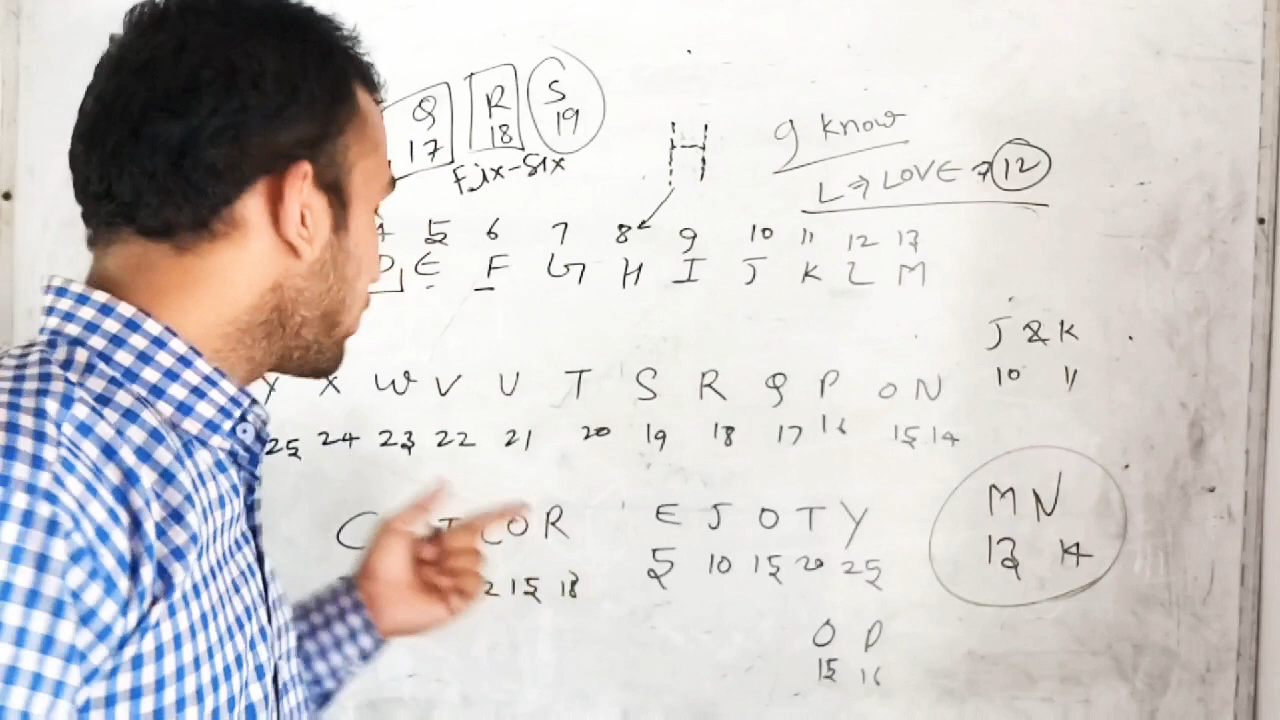 Q R S
17 18 19
Fix-Six
H
I know
L ⇒ LOVE → 12
5 6 7 8 9 10 11 12 13
D E F G H I J K L M
J & K
10 11
Y X W V U T S R Q P O N
25 24 23 22 21 20 19 18 17 16 15 14
M N
13 14
C O R E J O T Y
2 15 18 5 10 15 20 25
O P
15 16